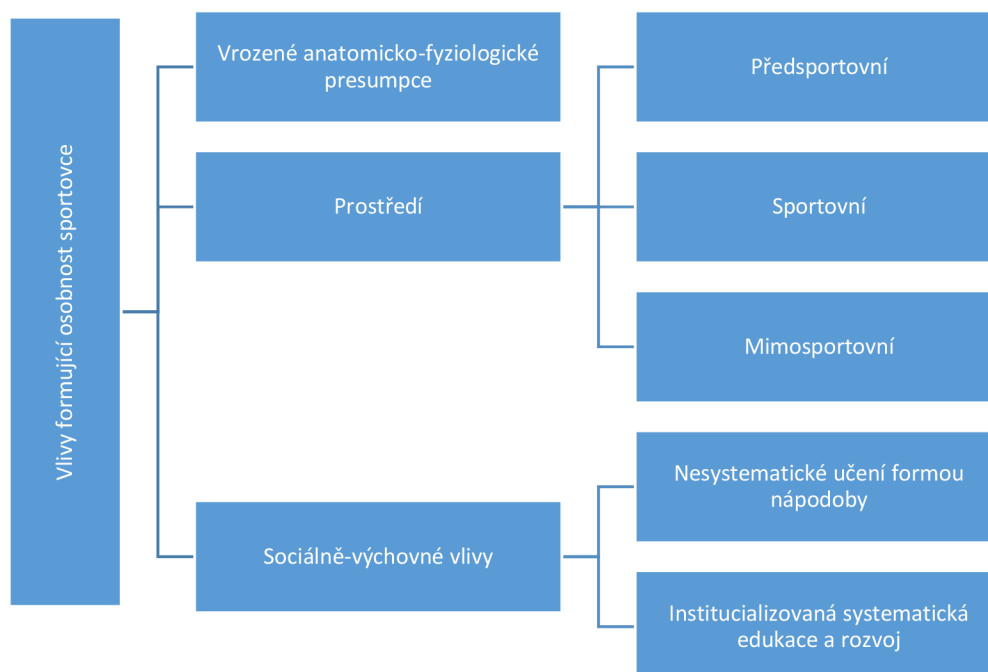 Vlivy formující osobnost sportovce
Vrozené anatomicko-fyziologické
presumpce
Prostředí
Předsportovní
Sportovní
Mimosportovní
Sociálně-výchovné vlivy
Nesystematické učení formou
nápodoby
Institucializovaná systematická
edukace a rozvoj